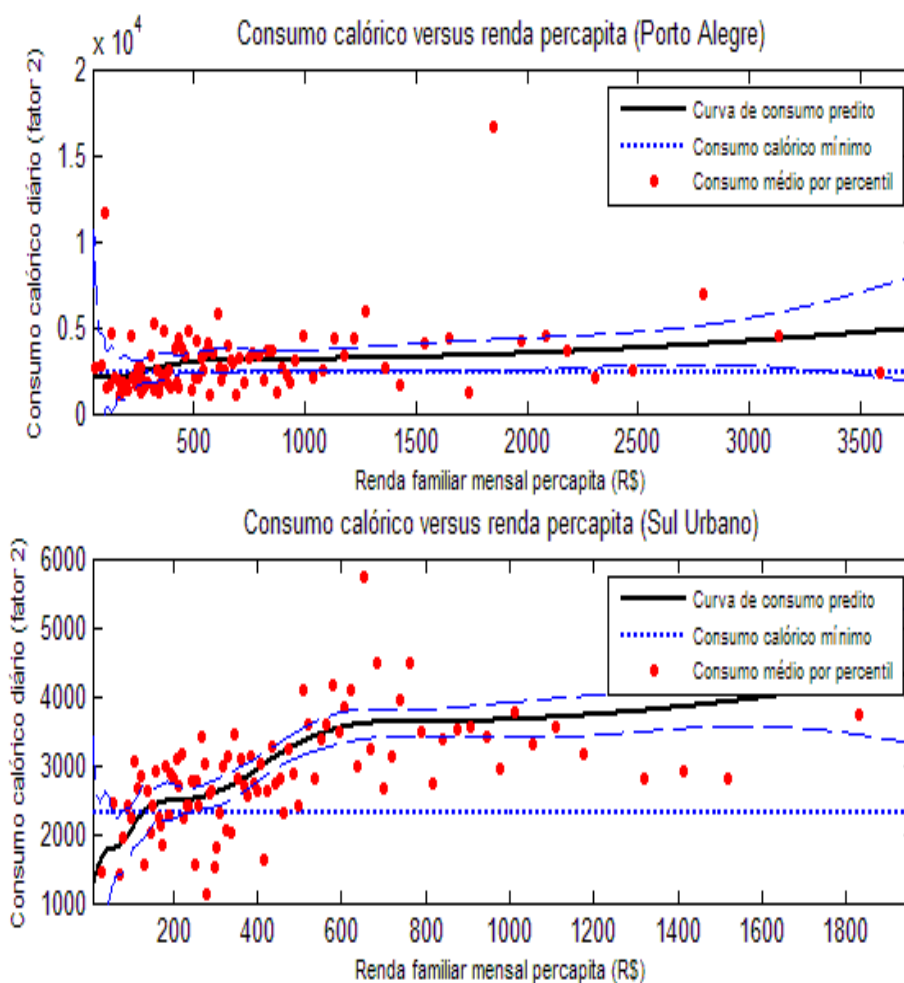 Consumo calórico versus renda percapita (Porto Alegre)
x 10^4
Consumo calórico diário (fator 2)
2
1.5
1
0.5
0
Curva de consumo predito
Consumo calórico mínimo
Consumo médio por percentil
500 1000 1500 2000 2500 3000 3500
Renda familiar mensal percapita (R$)
Consumo calórico versus renda percapita (Sul Urbano)
Consumo calórico diário (fator 2)
6000
5000
4000
3000
2000
1000
Curva de consumo predito
Consumo calórico mínimo
Consumo médio por percentil
200 400 600 800 1000 1200 1400 1600 1800
Renda familiar mensal percapita (R$)